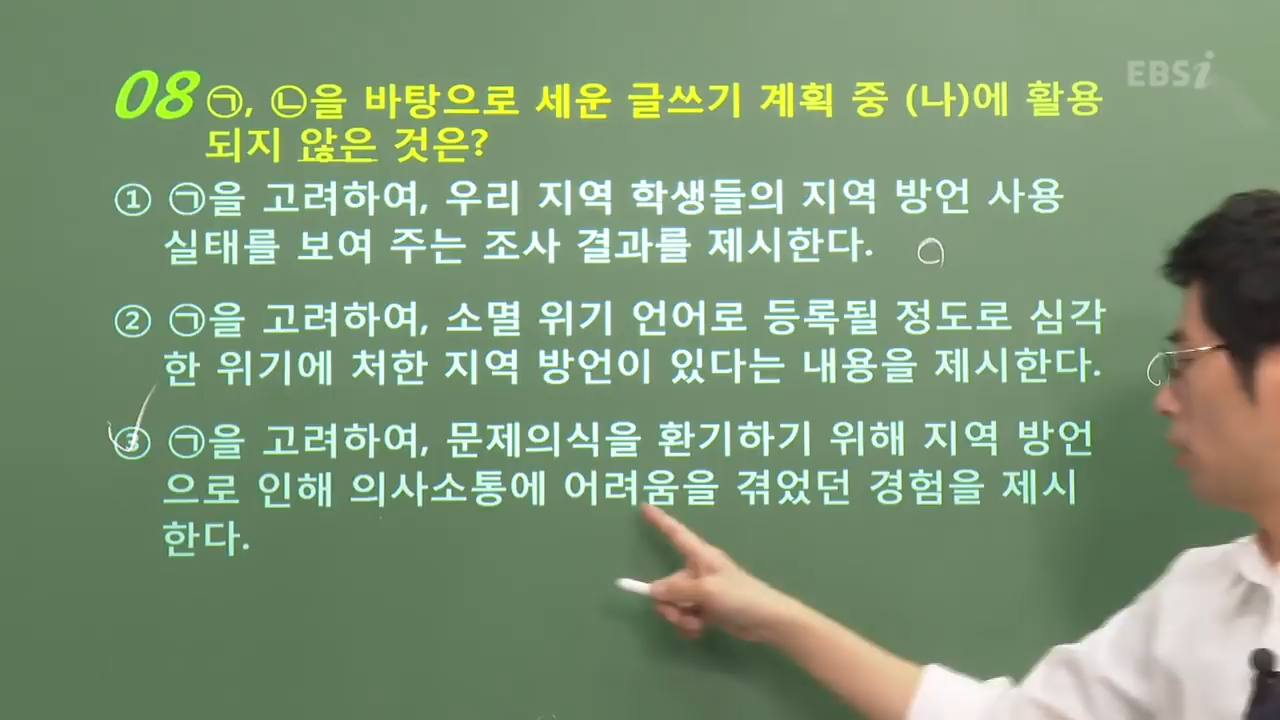 EBSi
08 ㉠, ㉡을 바탕으로 세운 글쓰기 계획 중 (나)에 활용
되지 않은 것은?
① ㉠을 고려하여, 우리 지역 학생들의 지역 방언 사용
실태를 보여 주는 조사 결과를 제시한다.
② ㉠을 고려하여, 소멸 위기 언어로 등록될 정도로 심각
한 위기에 처한 지역 방언이 있다는 내용을 제시한다.
③ ㉠을 고려하여, 문제의식을 환기하기 위해 지역 방언
으로 인해 의사소통에 어려움을 겪었던 경험을 제시
한다.